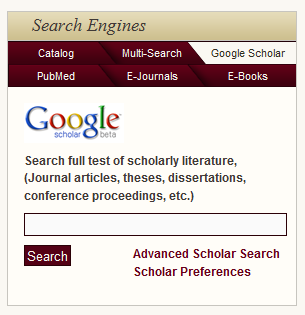 Search Engines
Catalog Multi-Search Google Scholar
PubMed E-Journals E-Books
Google
scholar beta
Search full test of scholarly literature,
(Journal articles, theses, dissertations,
conference proceedings, etc.)
Search
Advanced Scholar Search
Scholar Preferences